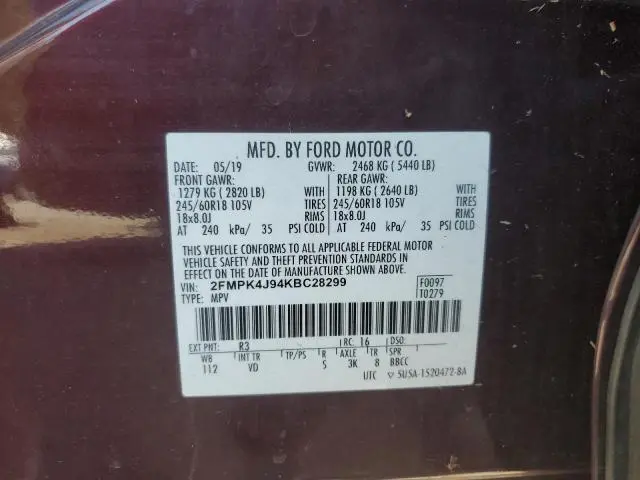 MFD. BY FORD MOTOR CO.
DATE: 05/19 GVWR: 2468 KG ( 5440 LB)
FRONT GAWR: REAR GAWR:
1279 KG ( 2820 LB) WITH 1198 KG ( 2640 LB) WITH
245/60R18 105V TIRES 245/60R18 105V TIRES
18x8.0J RIMS 18x8.0J RIMS
AT 240 kPa/ 35 PSI COLD AT 240 kPa/ 35 PSI COLD
THIS VEHICLE CONFORMS TO ALL APPLICABLE FEDERAL MOTOR
VEHICLE SAFETY AND THEFT PREVENTION STANDARDS IN
EFFECT ON THE DATE OF MANUFACTURE SHOWN ABOVE.
VIN: 2FMPK4J94KBC28299 F0097
TYPE: MPV T0279
EXT PNT: R3 RC: 16 DSO:
WB INT TR TP/PS R AXLE TR SPR
112 VD 5 3K 8 BBCC
UTC 5U5A-1520472-8A